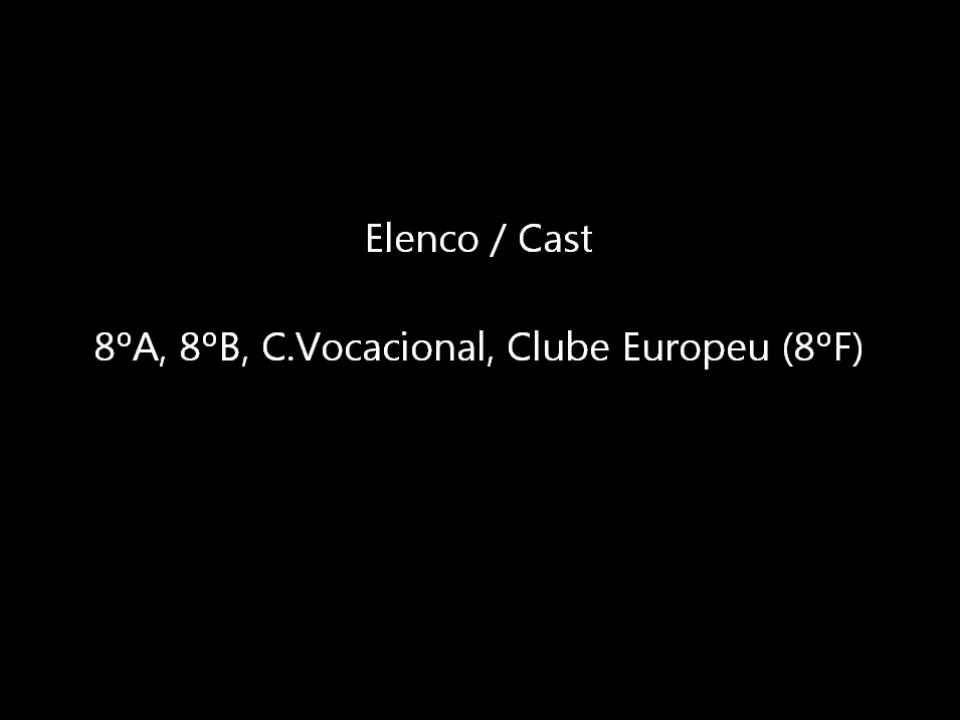 Elenco / Cast
8ºA, 8ºB, C.Vocacional, Clube Europeu (8ºF)